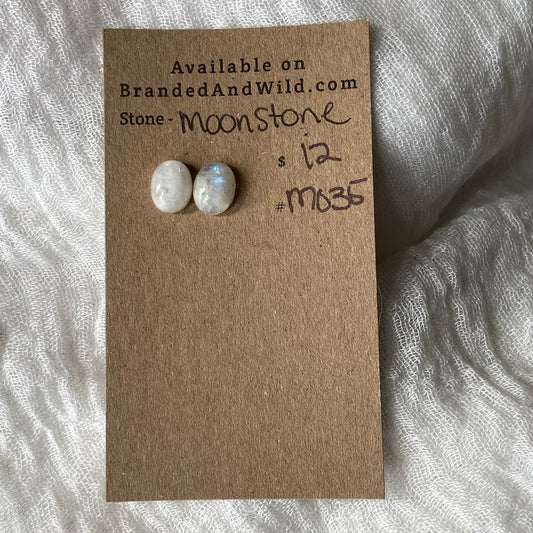 Available on
BrandedAndWild.com
Stone - Moonstone
$ 12
#M035